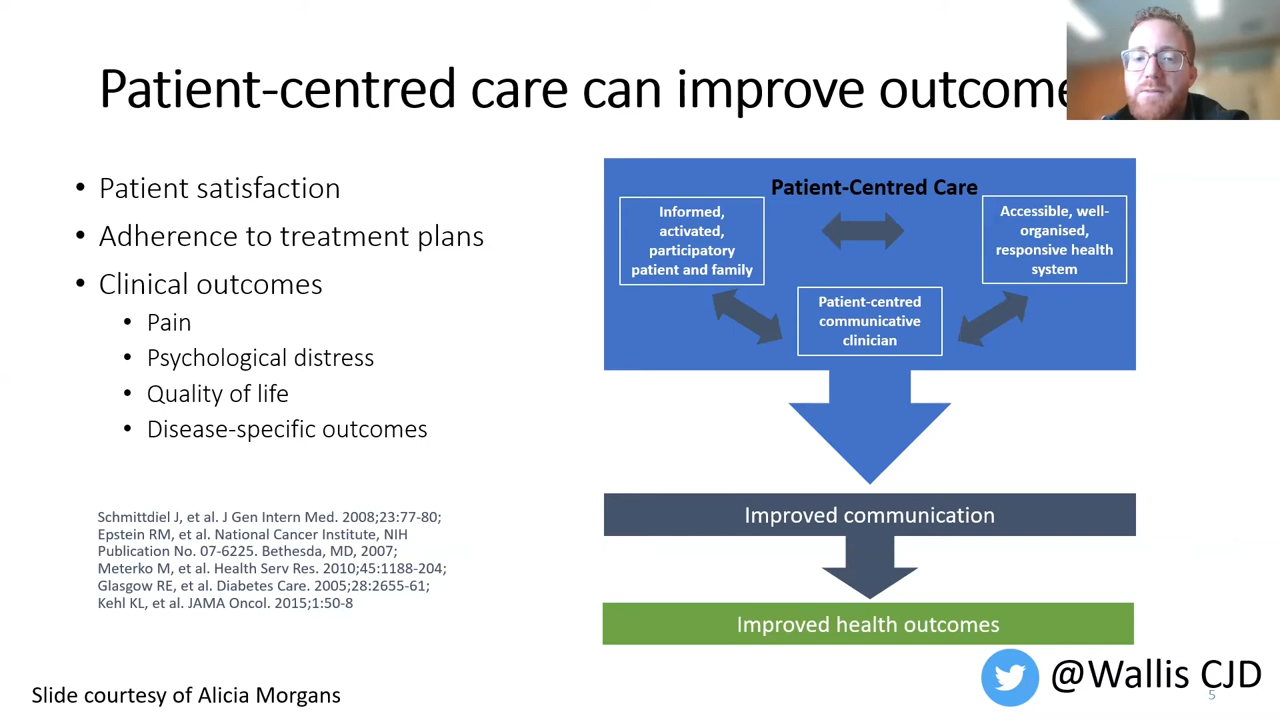 Patient-centred care can improve outcome
• Patient satisfaction
• Adherence to treatment plans
• Clinical outcomes
• Pain
• Psychological distress
• Quality of life
• Disease-specific outcomes
Schmittdiel J, et al. J Gen Intern Med. 2008;23:77-80;
Epstein RM, et al. National Cancer Institute, NIH
Publication No. 07-6225. Bethesda, MD, 2007;
Meterko M, et al. Health Serv Res. 2010;45:1188-204;
Glasgow RE, et al. Diabetes Care. 2005;28:2655-61;
Kehl KL, et al. JAMA Oncol. 2015;1:50-8
Patient-Centred Care
Informed,
activated,
participatory
patient and family
Accessible, well-
organised,
responsive health
system
Patient-centred
communicative
clinician
Improved communication
Improved health outcomes
Slide courtesy of Alicia Morgans
@Wallis CJD
5